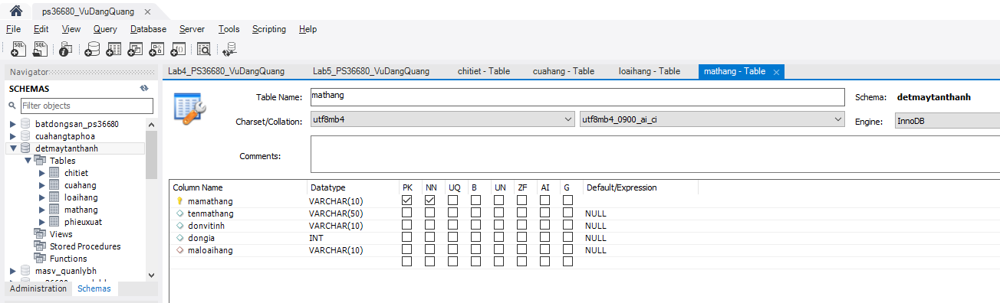 ps36680_VuDangQuang
File Edit View Query Database Server Tools Scripting Help
Navigator
SCHEMAS
Filter objects
batdongsan_ps36680
cuahangtaphoa
detmaytanthanh
Tables
chitiet
cuahang
loaihang
mathang
phieuxuat
Views
Stored Procedures
Functions
masv_quanlybh
Administration Schemas
Lab4_PS36680_VuDangQuang Lab5_PS36680_VuDangQuang chitiet - Table cuahang - Table loaihang - Table mathang - Table
Table Name: mathang Schema: detmaytanthanh
Charset/Collation: utf8mb4 utf8mb4_0900_ai_ci Engine: InnoDB
Comments:
Column Name Datatype PK NN UQ B UN ZF AI G Default/Expression
mamathang VARCHAR(10)
tenmathang VARCHAR(50) NULL
donvitinh VARCHAR(10) NULL
dongia INT NULL
maloaihang VARCHAR(10) NULL